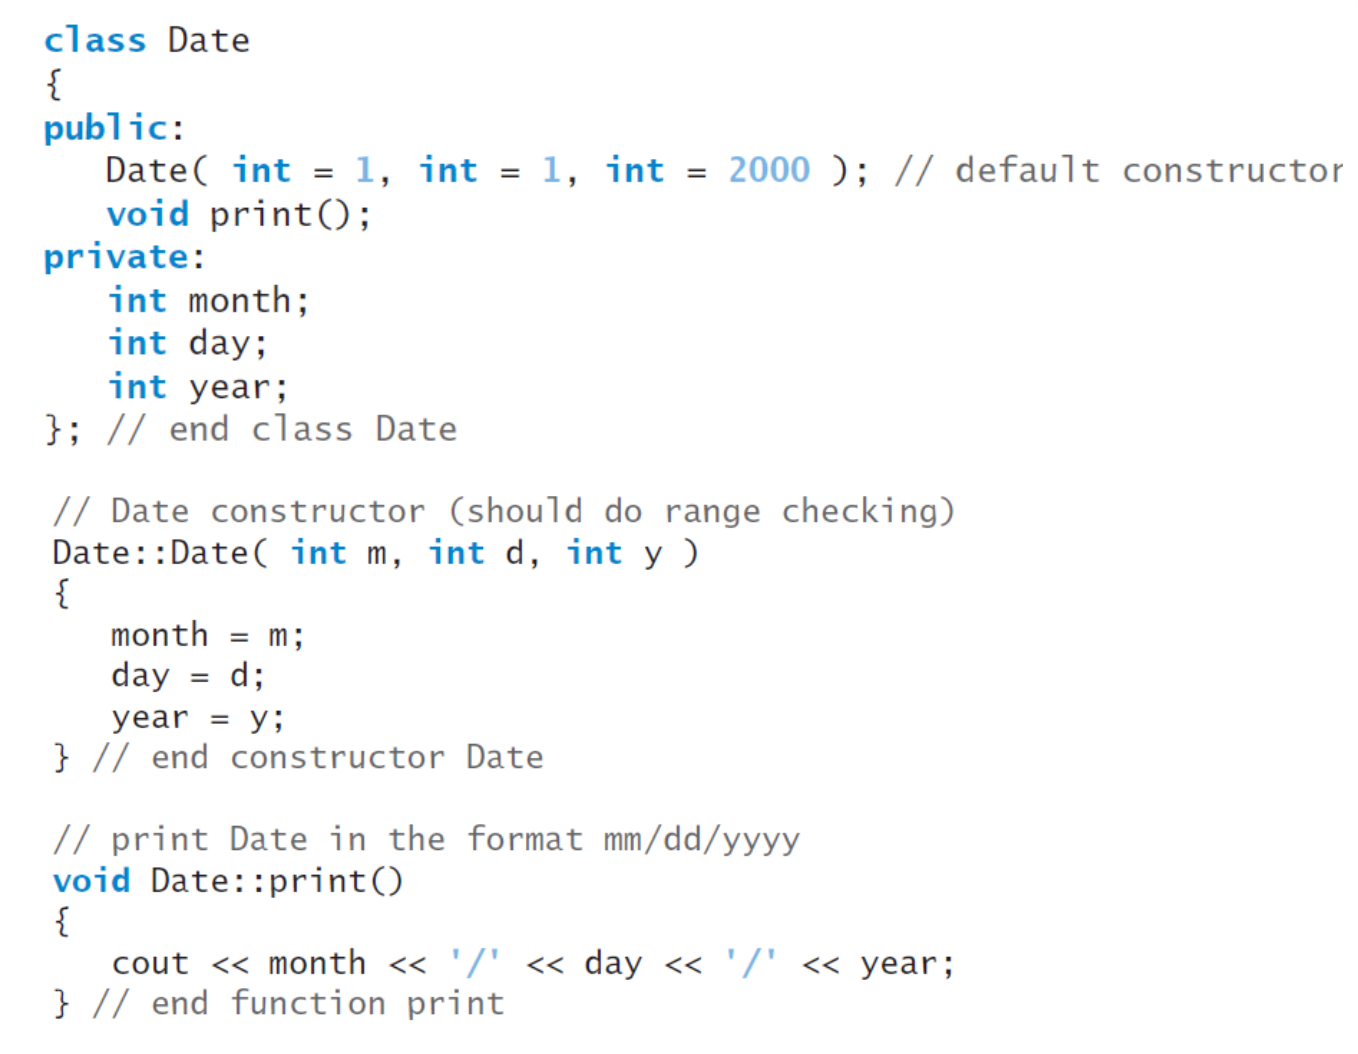 class Date
{
public:
   Date( int = 1, int = 1, int = 2000 ); // default constructor
   void print();
private:
   int month;
   int day;
   int year;
}; // end class Date

// Date constructor (should do range checking)
Date::Date( int m, int d, int y )
{
   month = m;
   day = d;
   year = y;
} // end constructor Date

// print Date in the format mm/dd/yyyy
void Date::print()
{
   cout << month << '/' << day << '/' << year;
} // end function print